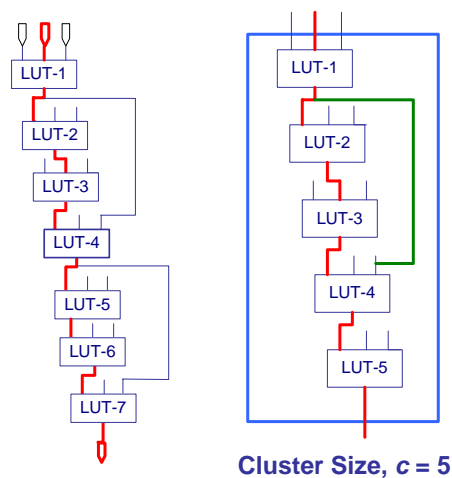 LUT-1
LUT-2
LUT-3
LUT-4
LUT-5
LUT-6
LUT-7
LUT-1
LUT-2
LUT-3
LUT-4
LUT-5
Cluster Size, c = 5